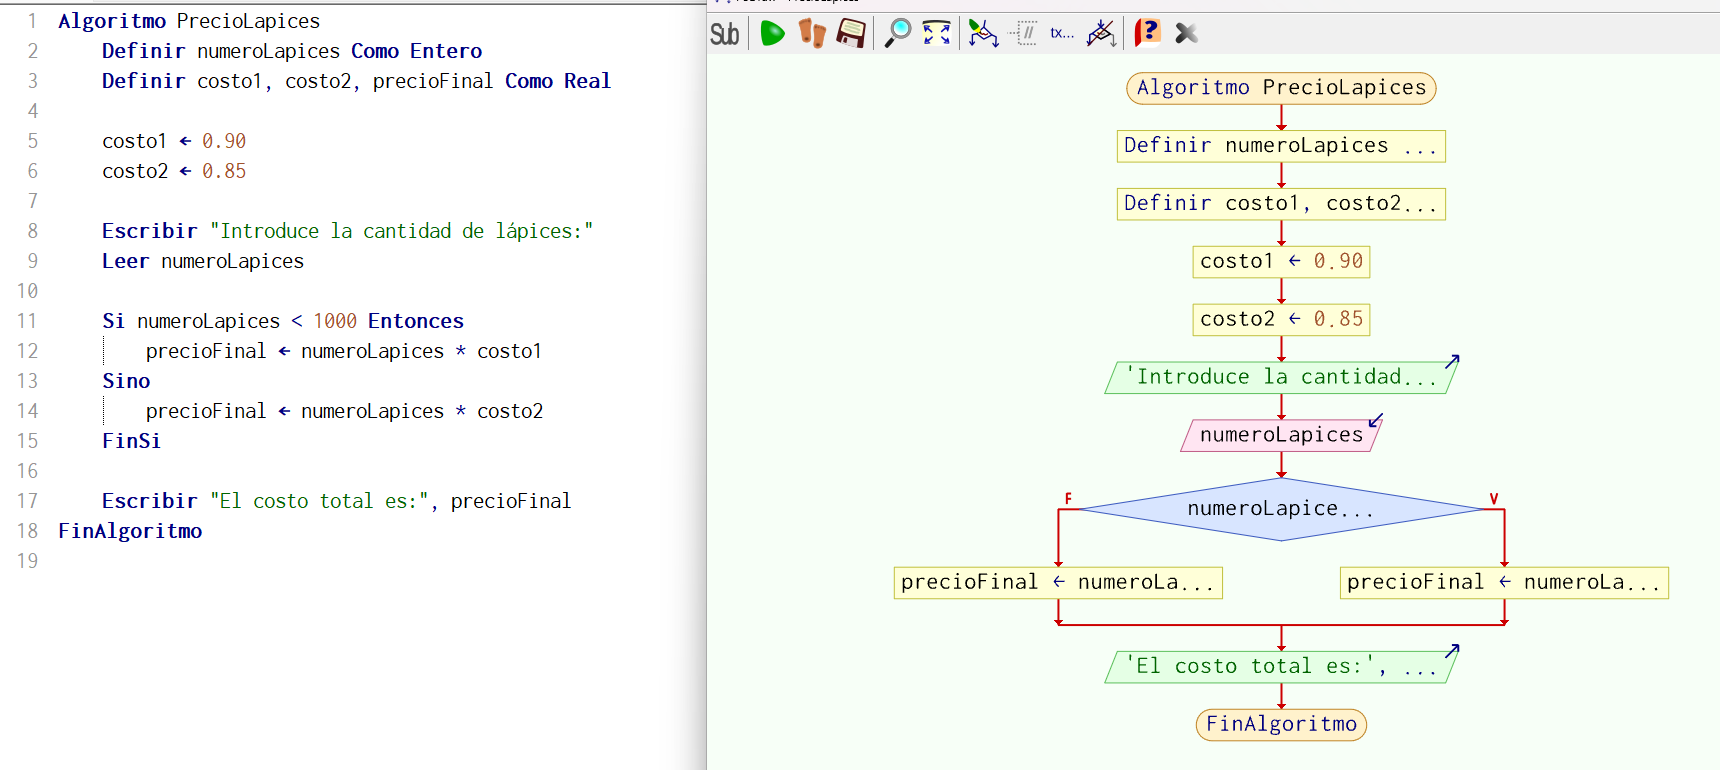 1 Algoritmo PrecioLapices
2 Definir numeroLapices Como Entero
3 Definir costo1, costo2, precioFinal Como Real
4
5 costo1 ← 0.90
6 costo2 ← 0.85
7
8 Escribir "Introduce la cantidad de lápices:"
9 Leer numeroLapices
10
11 Si numeroLapices < 1000 Entonces
12 precioFinal ← numeroLapices * costo1
13 Sino
14 precioFinal ← numeroLapices * costo2
15 FinSi
16
17 Escribir "El costo total es:", precioFinal
18 FinAlgoritmo
19
Sub
tx...
Algoritmo PrecioLapices
Definir numeroLapices ...
Definir costo1, costo2...
costo1 ← 0.90
costo2 ← 0.85
'Introduce la cantidad...
numeroLapices
F
V
numeroLapice...
precioFinal ← numeroLa...
precioFinal ← numeroLa...
'El costo total es:', ...
FinAlgoritmo